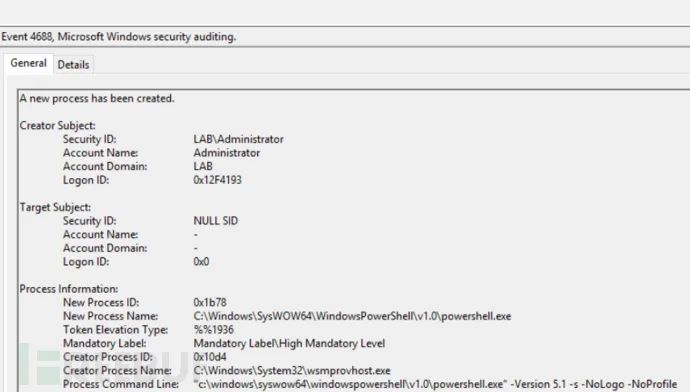 Event 4688, Microsoft Windows security auditing.
General Details
A new process has been created.
Creator Subject:
Security ID: LAB\Administrator
Account Name: Administrator
Account Domain: LAB
Logon ID: 0x12F4193
Target Subject:
Security ID: NULL SID
Account Name: -
Account Domain: -
Logon ID: 0x0
Process Information:
New Process ID: 0x1b78
New Process Name: C:\Windows\SysWOW64\WindowsPowerShell\v1.0\powershell.exe
Token Elevation Type: %%1936
Mandatory Label: Mandatory Label\High Mandatory Level
Creator Process ID: 0x10d4
Creator Process Name: C:\Windows\System32\wsmprovhost.exe
Process Command Line: "c:\windows\syswow64\windowspowershell\v1.0\powershell.exe" -Version 5.1 -s -NoLogo -NoProfile